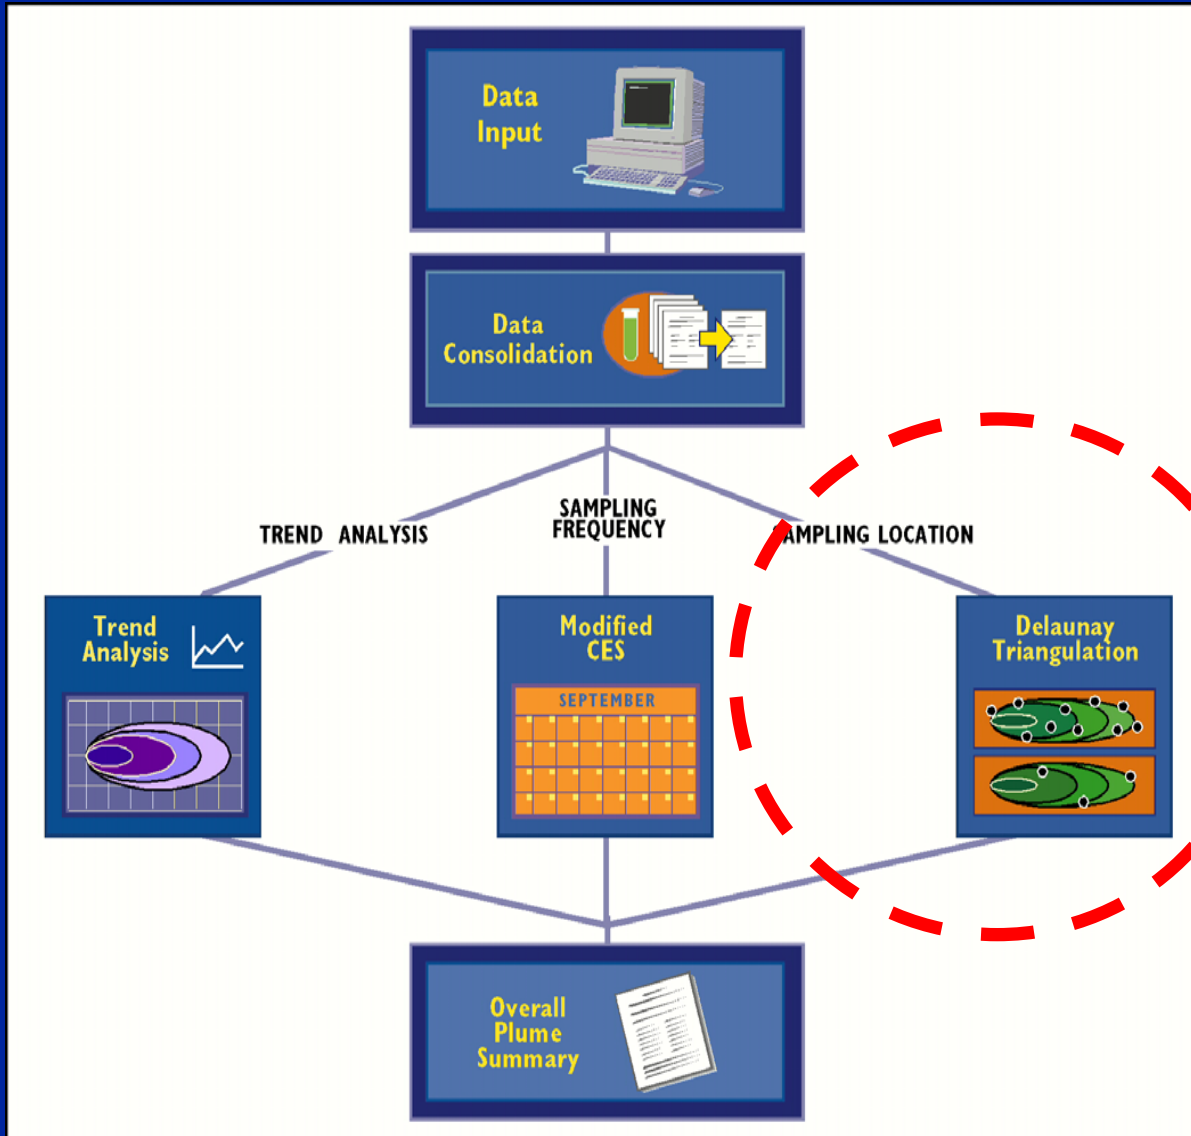 Data
Input
Data
Consolidation
TREND ANALYSIS
SAMPLING
FREQUENCY
SAMPLING LOCATION
Trend
Analysis
Modified
CES
SEPTEMBER
Delaunay
Triangulation
Overall
Plume
Summary